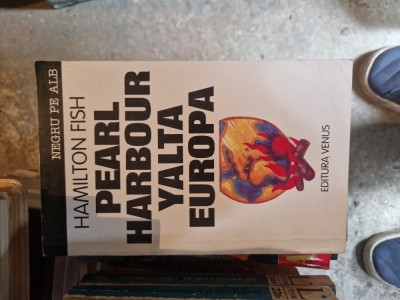 NEGRU PE ALB
HAMILTON FISH
PEARL
HARBOUR
YALTA
EUROPA
EDITURA VENUS